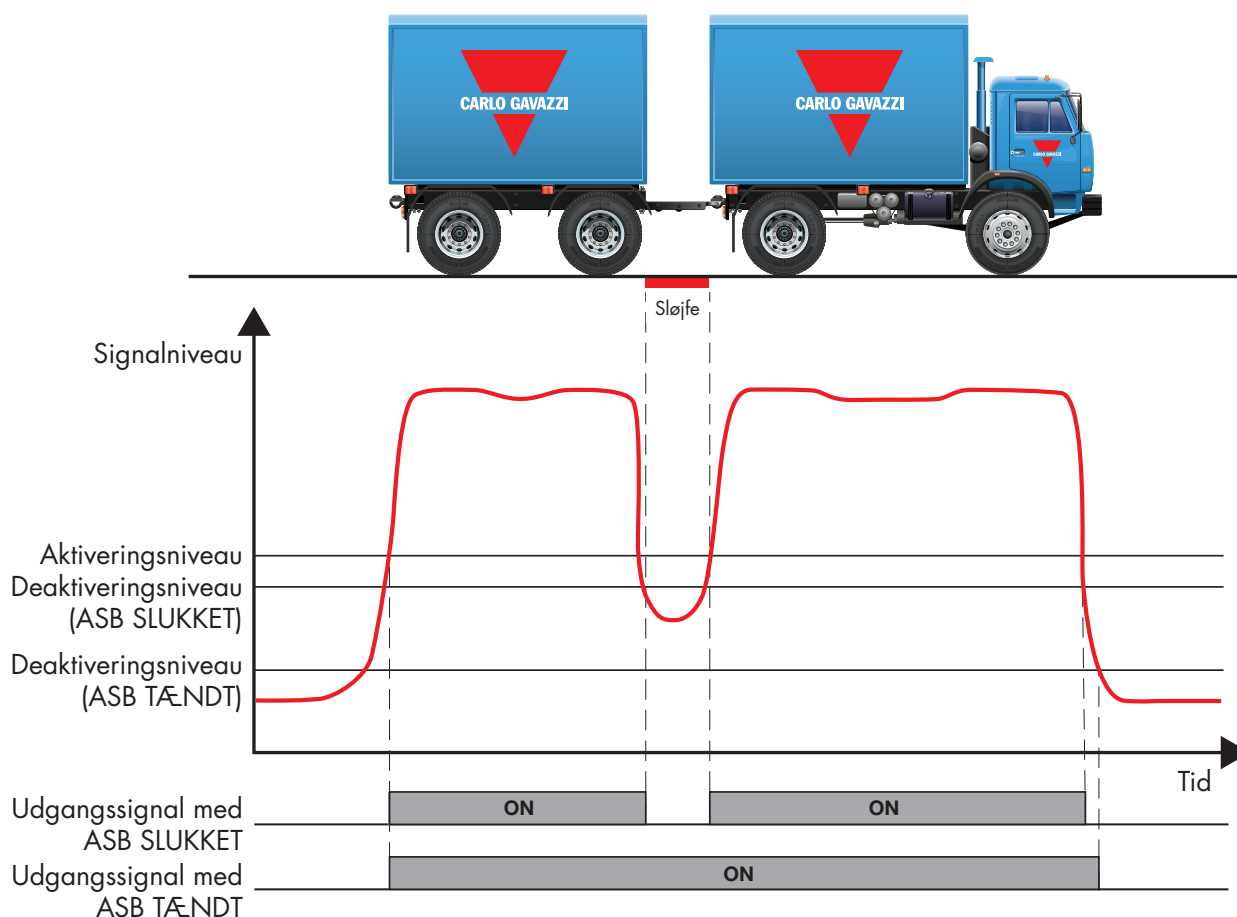 CARLO GAVAZZI
CARLO GAVAZZI
CARLO GAVAZZI
Sløjfe
Signalniveau
Aktiveringsniveau
Deaktiveringsniveau
(ASB SLUKKET)
Deaktiveringsniveau
(ASB TÆNDT)
Tid
Udgangssignal med
ASB SLUKKET
ON
ON
Udgangssignal med
ASB TÆNDT
ON